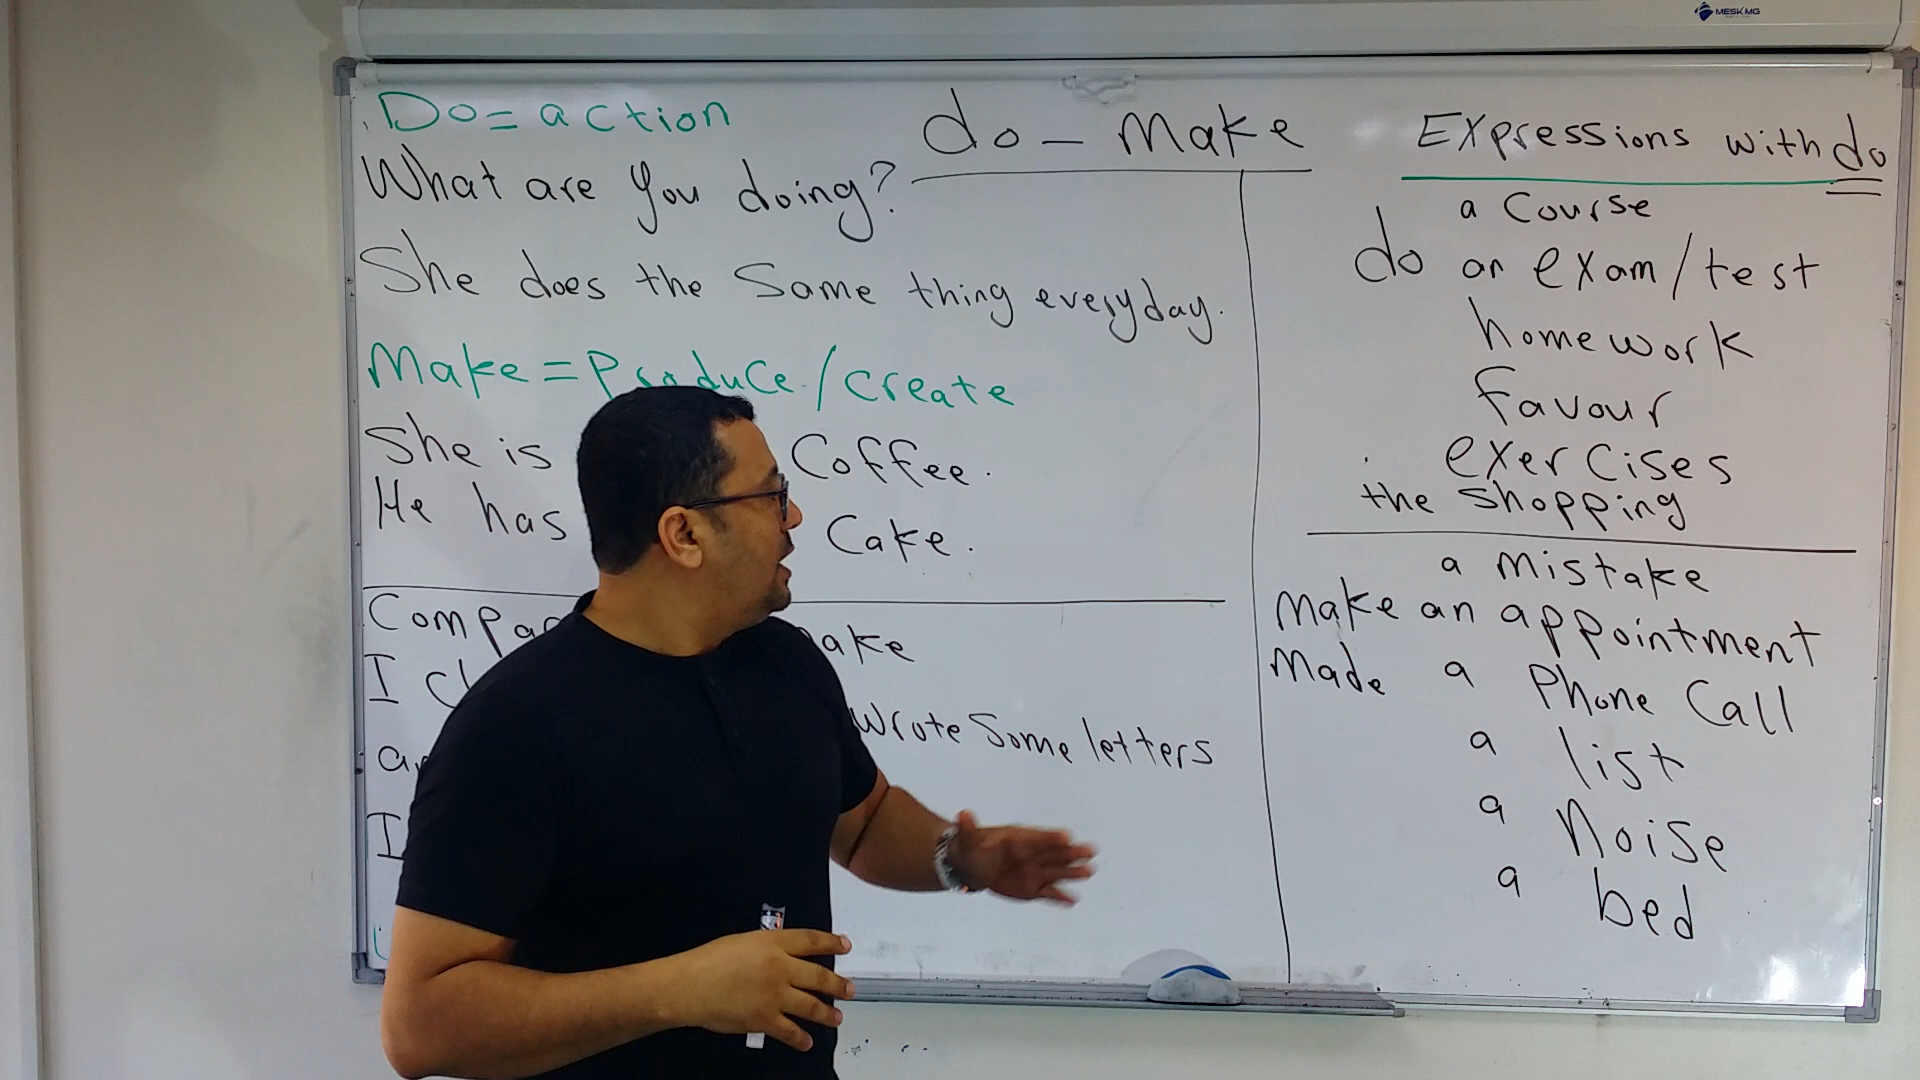 MESK MG
do - Make
Do = action
What are you doing?
She does the Same thing everyday.
Make = Produce / create
She is Coffee.
He has Cake.
I
wrote some letters
I
Expressions with do
a Course
do an exam / test
homework
favour
exercises
the shopping
a mistake
Make an appointment
Made a Phone Call
a list
a Noise
a bed